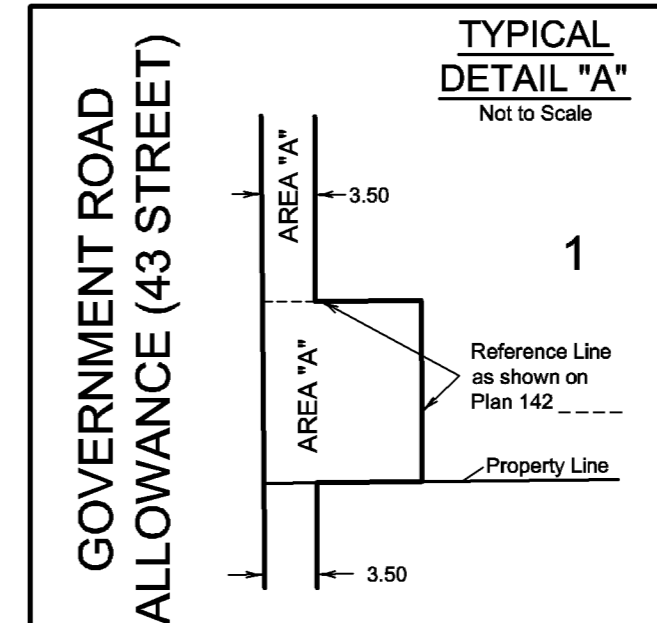 TYPICAL
DETAIL "A"
Not to Scale
GOVERNMENT ROAD
ALLOWANCE (43 STREET)
AREA "A"
3.50
1
AREA "A"
Reference Line
as shown on
Plan 142 _ _ _ _
Property Line
3.50